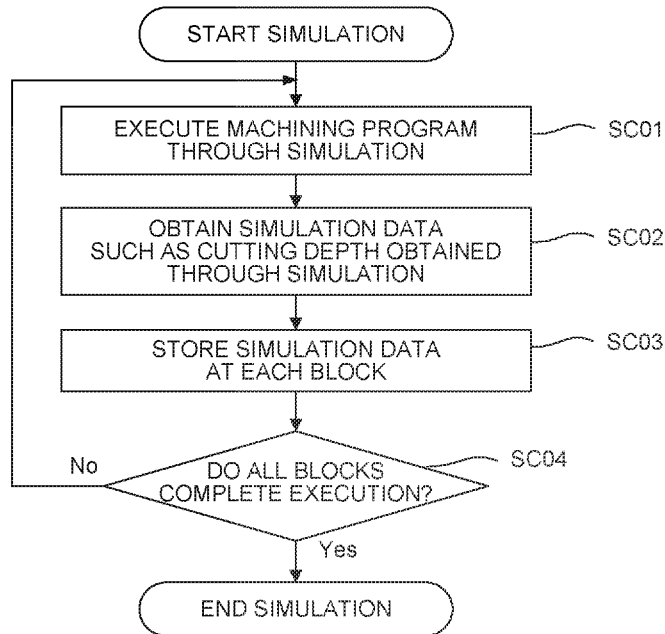 START SIMULATION
EXECUTE MACHINING PROGRAM
THROUGH SIMULATION
SC01
OBTAIN SIMULATION DATA
SUCH AS CUTTING DEPTH OBTAINED
THROUGH SIMULATION
SC02
STORE SIMULATION DATA
AT EACH BLOCK
SC03
No
DO ALL BLOCKS
COMPLETE EXECUTION?
SC04
Yes
END SIMULATION